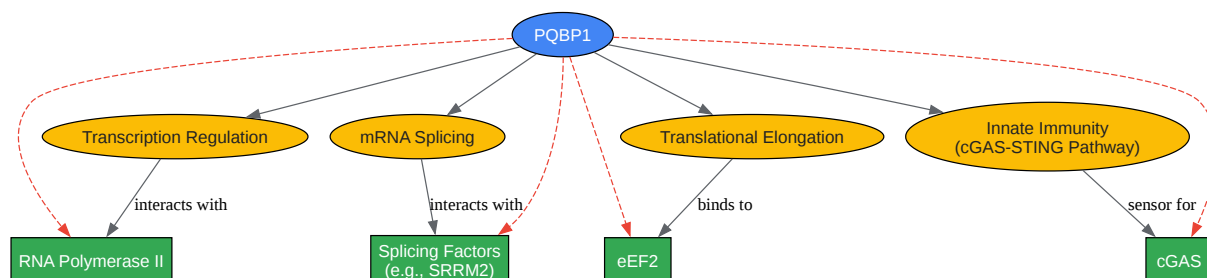 PQBP1
Transcription Regulation
mRNA Splicing
Translational Elongation
Innate Immunity
(cGAS-STING Pathway)
interacts with
interacts with
binds to
sensor for
RNA Polymerase II
Splicing Factors
(e.g., SRRM2)
eEF2
cGAS